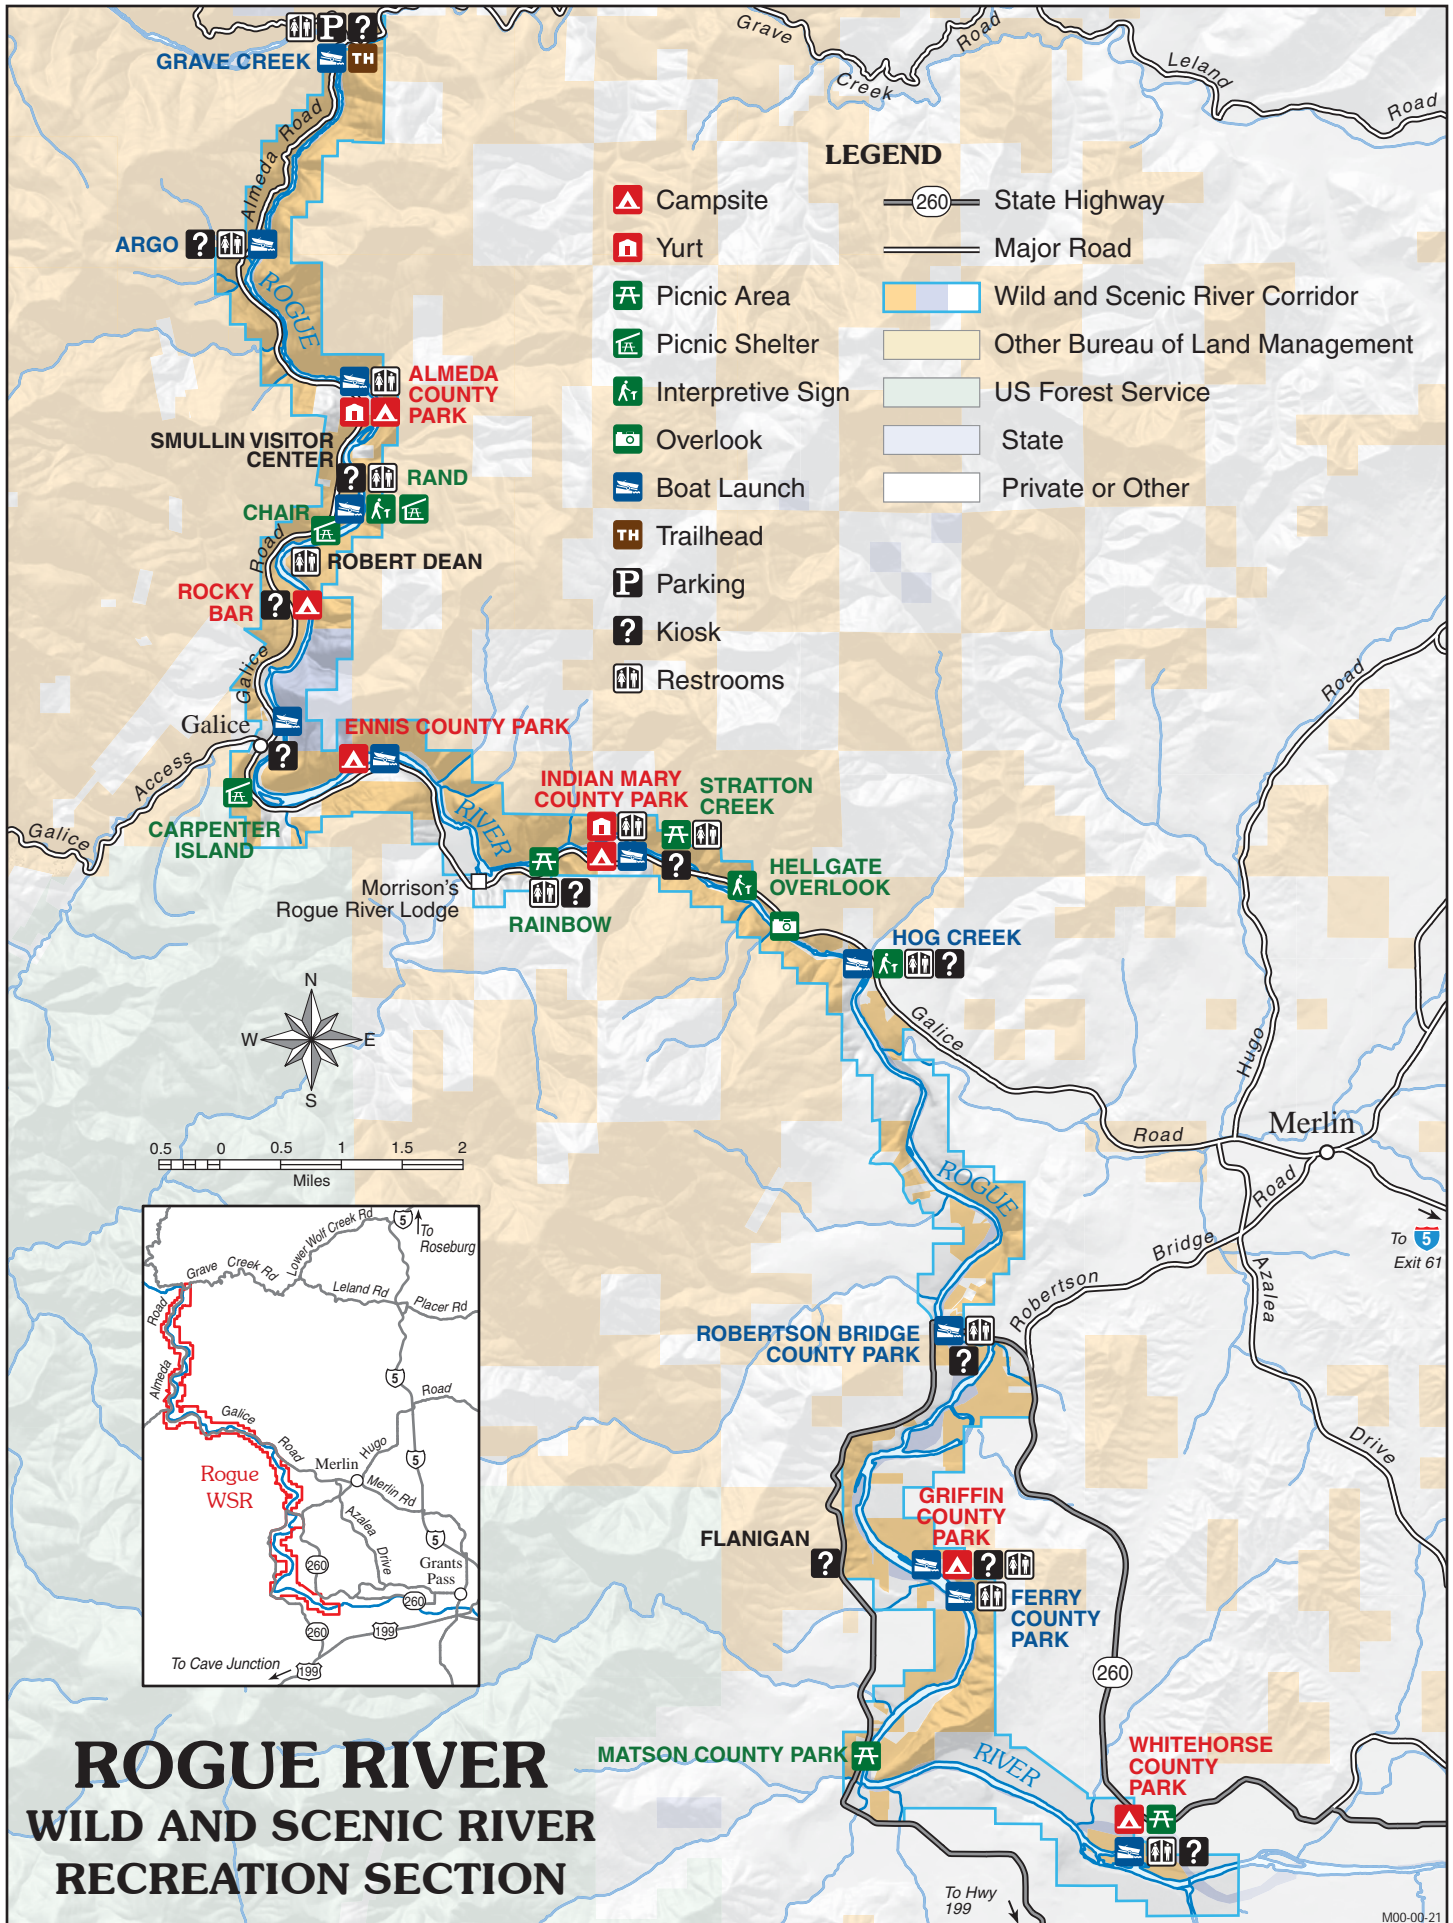 Grave
Creek
Road
Leland
Road
P
?
GRAVE CREEK
TH
Almeda Road
ARGO
?
ROGUE
LEGEND
Campsite
Yurt
Picnic Area
Picnic Shelter
Interpretive Sign
Overlook
Boat Launch
TH Trailhead
P Parking
? Kiosk
Restrooms
260 State Highway
Major Road
Wild and Scenic River Corridor
Other Bureau of Land Management
US Forest Service
State
Private or Other
ALMEDA
COUNTY
PARK
SMULLIN VISITOR
CENTER
?
RAND
CHAIR
Road
ROBERT DEAN
ROCKY
BAR
?
Galice
Galice
?
ENNIS COUNTY PARK
Access
Galice
CARPENTER
ISLAND
RIVER
INDIAN MARY
COUNTY PARK
STRATTON
CREEK
?
HELLGATE
OVERLOOK
Morrison's
Rogue River Lodge
?
RAINBOW
HOG CREEK
?
Galice
Road
Hugo
Road
Merlin
Road
N
W
E
S
0.5 0 0.5 1 1.5 2
Miles
ROGUE
Bridge
Robertson
To 5
Exit 61
Azalea
Drive
ROBERTSON BRIDGE
COUNTY PARK
?
5
To
Roseburg
Lower Wolf Creek Rd
Grave Creek Rd
Leland Rd
Placer Rd
Road
Almeda
5
Road
Galice
Road
Hugo
5
Merlin
Merlin Rd
Rogue
WSR
Azalea
Drive
5
Grants
Pass
260
260
260
199
To Cave Junction
199
GRIFFIN
COUNTY
PARK
?
FLANIGAN
?
FERRY
COUNTY
PARK
260
MATSON COUNTY PARK
RIVER
WHITEHORSE
COUNTY
PARK
?
To Hwy
199
ROGUE RIVER
WILD AND SCENIC RIVER
RECREATION SECTION
M00-00-21